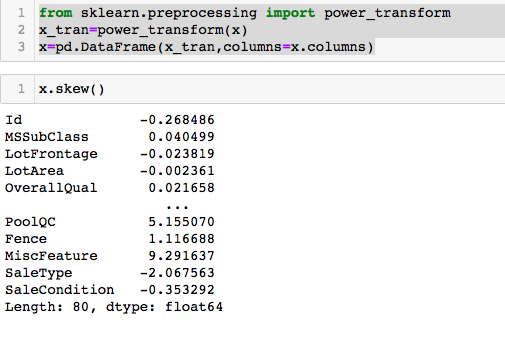 1 from sklearn.preprocessing import power_transform
2 x_tran=power_transform(x)
3 x=pd.DataFrame(x_tran,columns=x.columns)
1 x.skew()
Id -0.268486
MSSubClass 0.040499
LotFrontage -0.023819
LotArea -0.002361
OverallQual 0.021658
...
PoolQC 5.155070
Fence 1.116688
MiscFeature 9.291637
SaleType -2.067563
SaleCondition -0.353292
Length: 80, dtype: float64